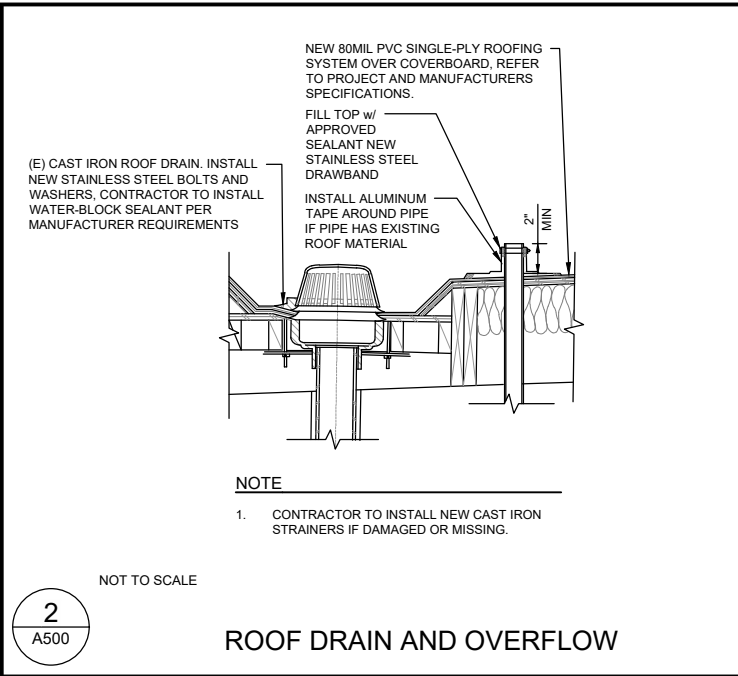 NEW 80MIL PVC SINGLE-PLY ROOFING
SYSTEM OVER COVERBOARD, REFER
TO PROJECT AND MANUFACTURERS
SPECIFICATIONS.
FILL TOP w/
APPROVED
SEALANT NEW
STAINLESS STEEL
DRAWBAND
(E) CAST IRON ROOF DRAIN. INSTALL
NEW STAINLESS STEEL BOLTS AND
WASHERS, CONTRACTOR TO INSTALL
WATER-BLOCK SEALANT PER
MANUFACTURER REQUIREMENTS
INSTALL ALUMINUM
TAPE AROUND PIPE
IF PIPE HAS EXISTING
ROOF MATERIAL
2"
MIN
NOTE
1. CONTRACTOR TO INSTALL NEW CAST IRON
STRAINERS IF DAMAGED OR MISSING.
NOT TO SCALE
2
A500
ROOF DRAIN AND OVERFLOW